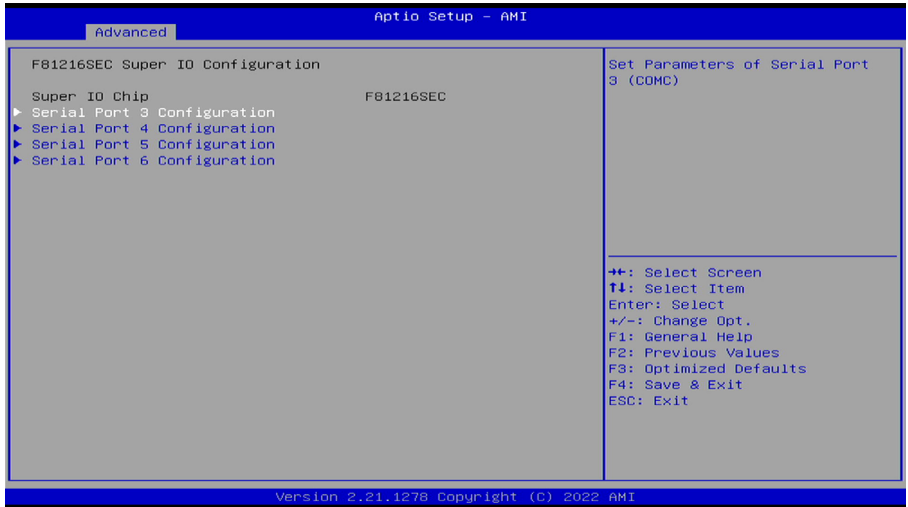 Aptio Setup - AMI
Advanced
F81216SEC Super IO Configuration
Super IO Chip F81216SEC
▶ Serial Port 3 Configuration
▶ Serial Port 4 Configuration
▶ Serial Port 5 Configuration
▶ Serial Port 6 Configuration
Set Parameters of Serial Port
3 (COMC)
→←: Select Screen
↑↓: Select Item
Enter: Select
+/-: Change Opt.
F1: General Help
F2: Previous Values
F3: Optimized Defaults
F4: Save & Exit
ESC: Exit
Version 2.21.1278 Copyright (C) 2022 AMI